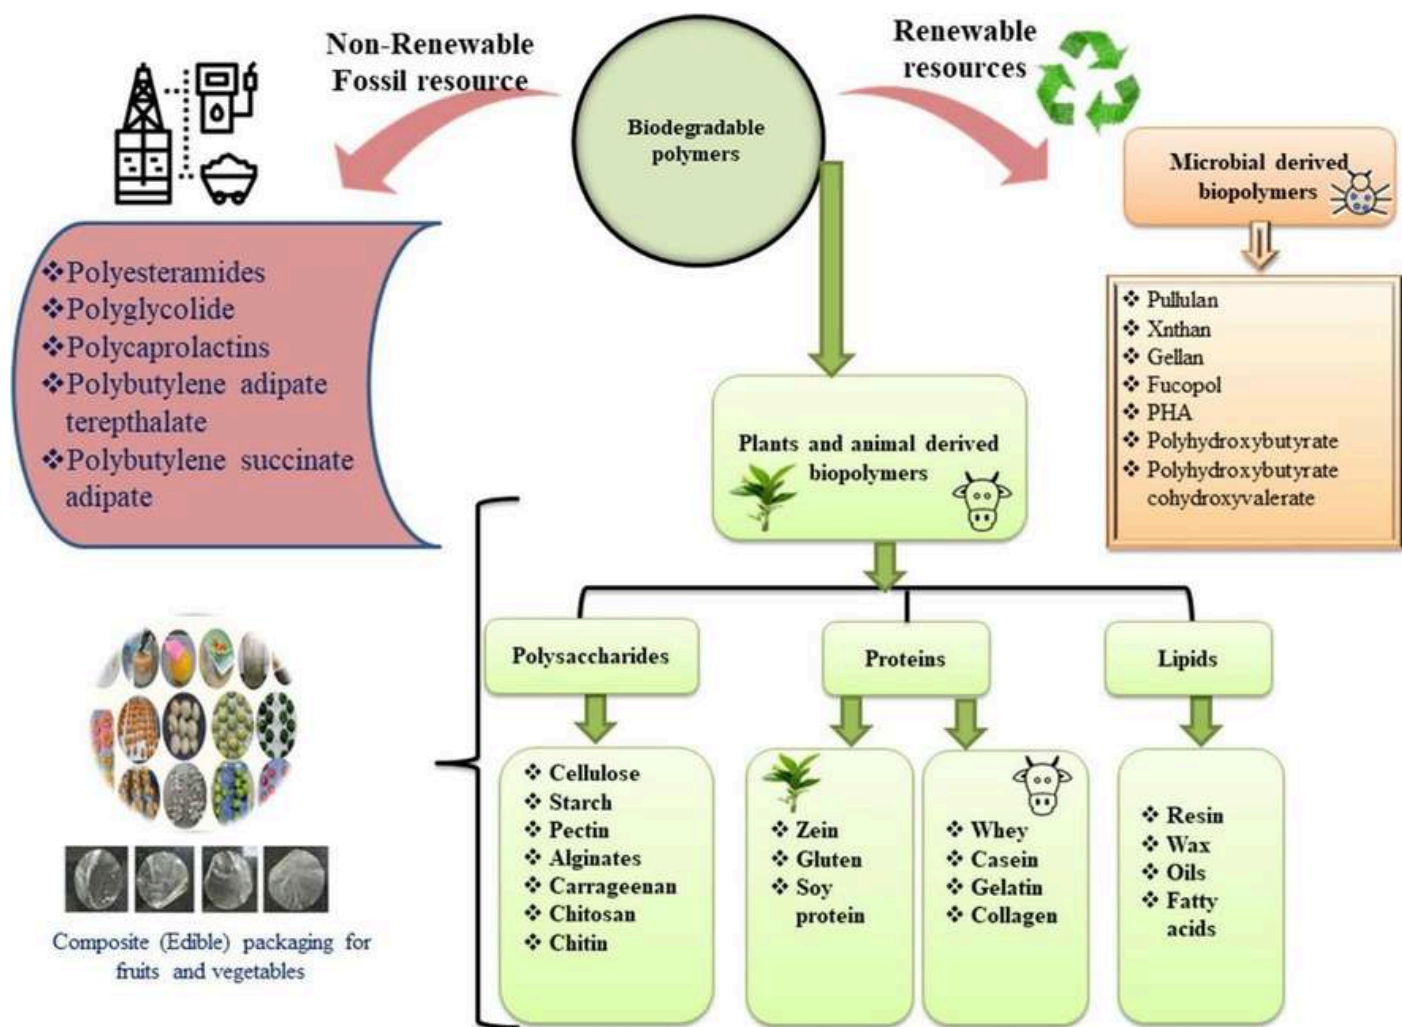 Non-Renewable
Fossil resource
Biodegradable
polymers
Renewable
resources
Microbial derived
biopolymers
❖Polyesteramides
❖Polyglycolide
❖Polycaprolactins
❖Polybutylene adipate
terepthalate
❖Polybutylene succinate
adipate
❖ Pullulan
❖ Xnthan
❖ Gellan
❖ Fucopol
❖ PHA
❖ Polyhydroxybutyrate
❖ Polyhydroxybutyrate
cohydroxyvalerate
Plants and animal derived
biopolymers
Polysaccharides
Proteins
Lipids
❖ Cellulose
❖ Starch
❖ Pectin
❖ Alginates
❖ Carrageenan
❖ Chitosan
❖ Chitin
❖ Zein
❖ Gluten
❖ Soy
protein
❖ Whey
❖ Casein
❖ Gelatin
❖ Collagen
❖ Resin
❖ Wax
❖ Oils
❖ Fatty
acids
Composite (Edible) packaging for
fruits and vegetables